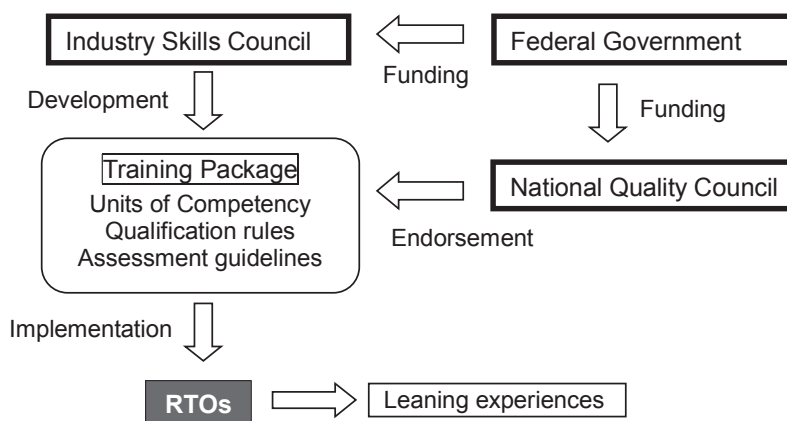 Industry Skills Council
Federal Government
Funding
Development
Funding
Training Package
Units of Competency
Qualification rules
Assessment guidelines
National Quality Council
Endorsement
Implementation
RTOs
Leaning experiences